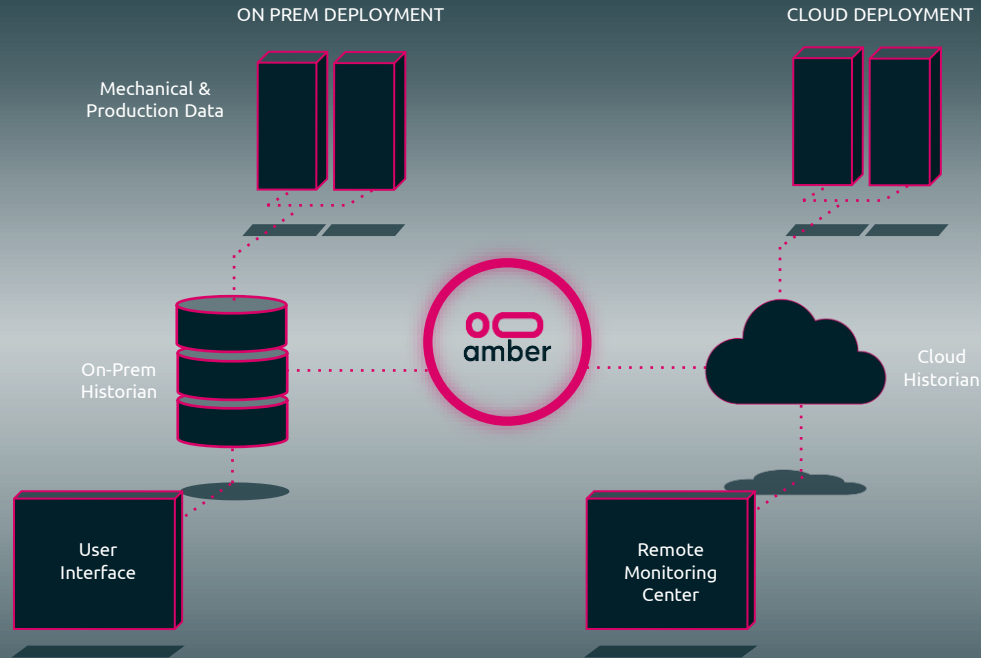 ON PREM DEPLOYMENT
CLOUD DEPLOYMENT
Mechanical &
Production Data
amber
On-Prem
Historian
Cloud
Historian
User
Interface
Remote
Monitoring
Center